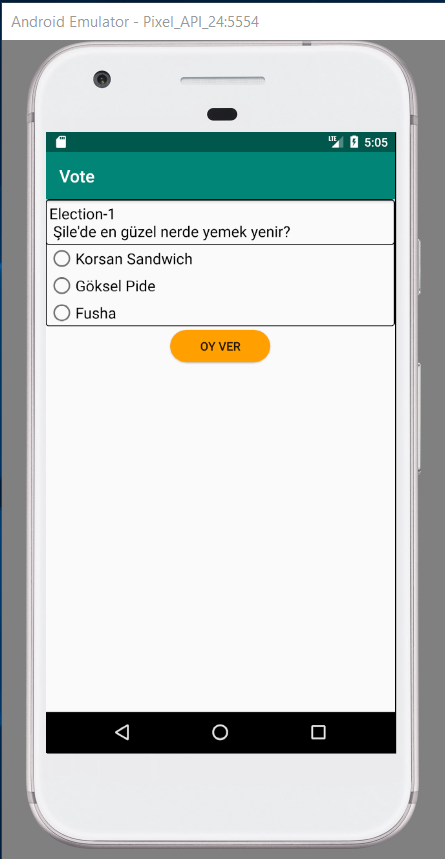 Android Emulator - Pixel_API_24:5554
LTE 5:05
Vote
Election-1
Şile'de en güzel nerde yemek yenir?
Korsan Sandwich
Göksel Pide
Fusha
OY VER